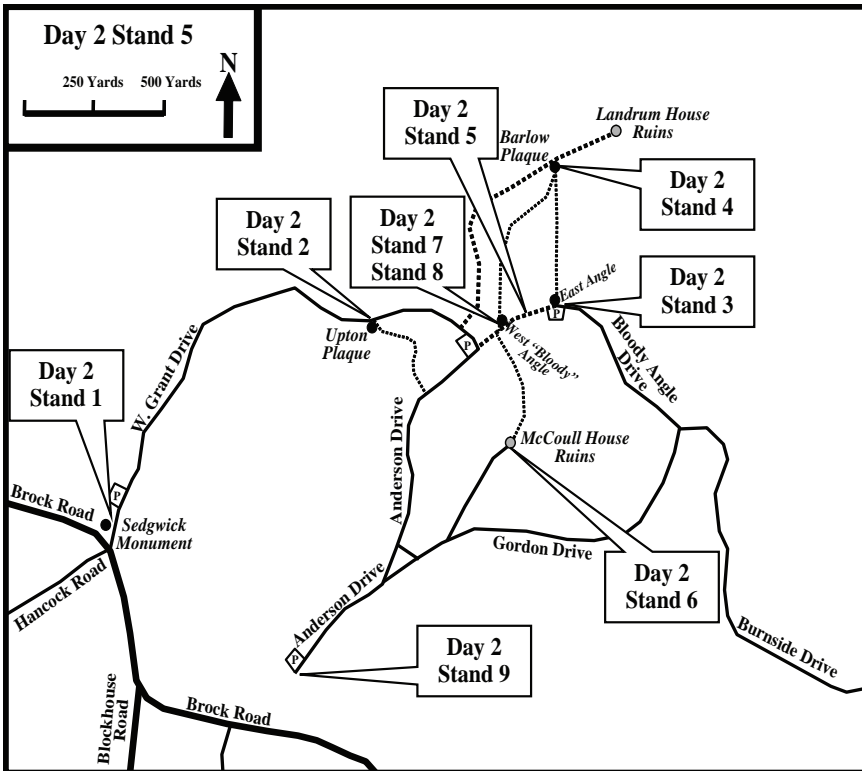 Day 2 Stand 5
N
250 Yards
500 Yards
Day 2
Stand 5
Landrum House
Ruins
Barlow
Plaque
Day 2
Stand 4
Day 2
Stand 2
Day 2
Stand 7
Stand 8
East Angle
P
Day 2
Stand 3
Upton
Plaque
P
West “Bloody”
Angle
Bloody Angle
Drive
W. Grant Drive
Day 2
Stand 1
McCoull House
Ruins
Anderson Drive
P
Brock Road
Sedgwick
Monument
Gordon Drive
Hancock Road
Day 2
Stand 6
Anderson Drive
P
Day 2
Stand 9
Burnside Drive
Blockhouse
Road
Brock Road